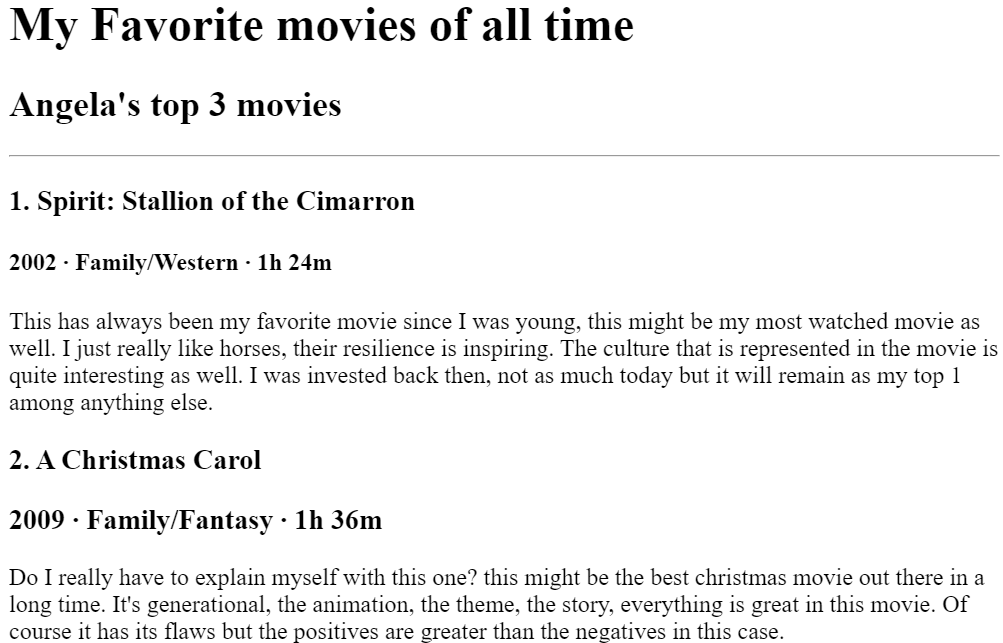 My Favorite movies of all time
Angela's top 3 movies
1. Spirit: Stallion of the Cimarron
2002 · Family/Western · 1h 24m
This has always been my favorite movie since I was young, this might be my most watched movie as
well. I just really like horses, their resilience is inspiring. The culture that is represented in the movie is
quite interesting as well. I was invested back then, not as much today but it will remain as my top 1
among anything else.
2. A Christmas Carol
2009 · Family/Fantasy · 1h 36m
Do I really have to explain myself with this one? this might be the best christmas movie out there in a
long time. It's generational, the animation, the theme, the story, everything is great in this movie. Of
course it has its flaws but the positives are greater than the negatives in this case.